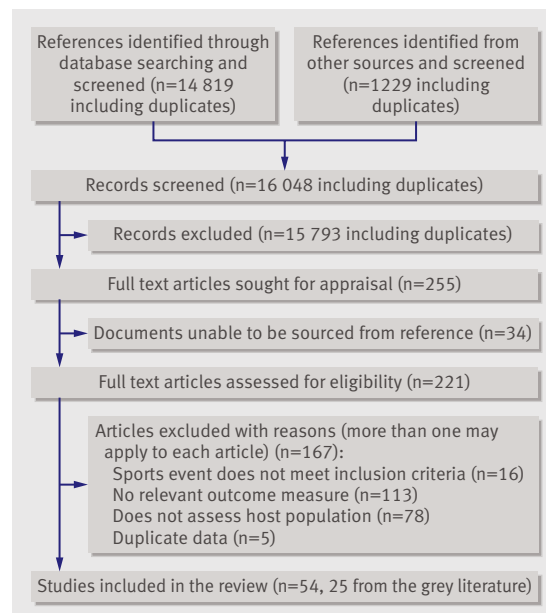 References identified through
database searching and
screened (n=14 819
including duplicates)
References identified from
other sources and screened
(n=1229 including
duplicates)
Records screened (n=16 048 including duplicates)
Records excluded (n=15 793 including duplicates)
Full text articles sought for appraisal (n=255)
Documents unable to be sourced from reference (n=34)
Full text articles assessed for eligibility (n=221)
Articles excluded with reasons (more than one may
apply to each article) (n=167):
Sports event does not meet inclusion criteria (n=16)
No relevant outcome measure (n=113)
Does not assess host population (n=78)
Duplicate data (n=5)
Studies included in the review (n=54, 25 from the grey literature)